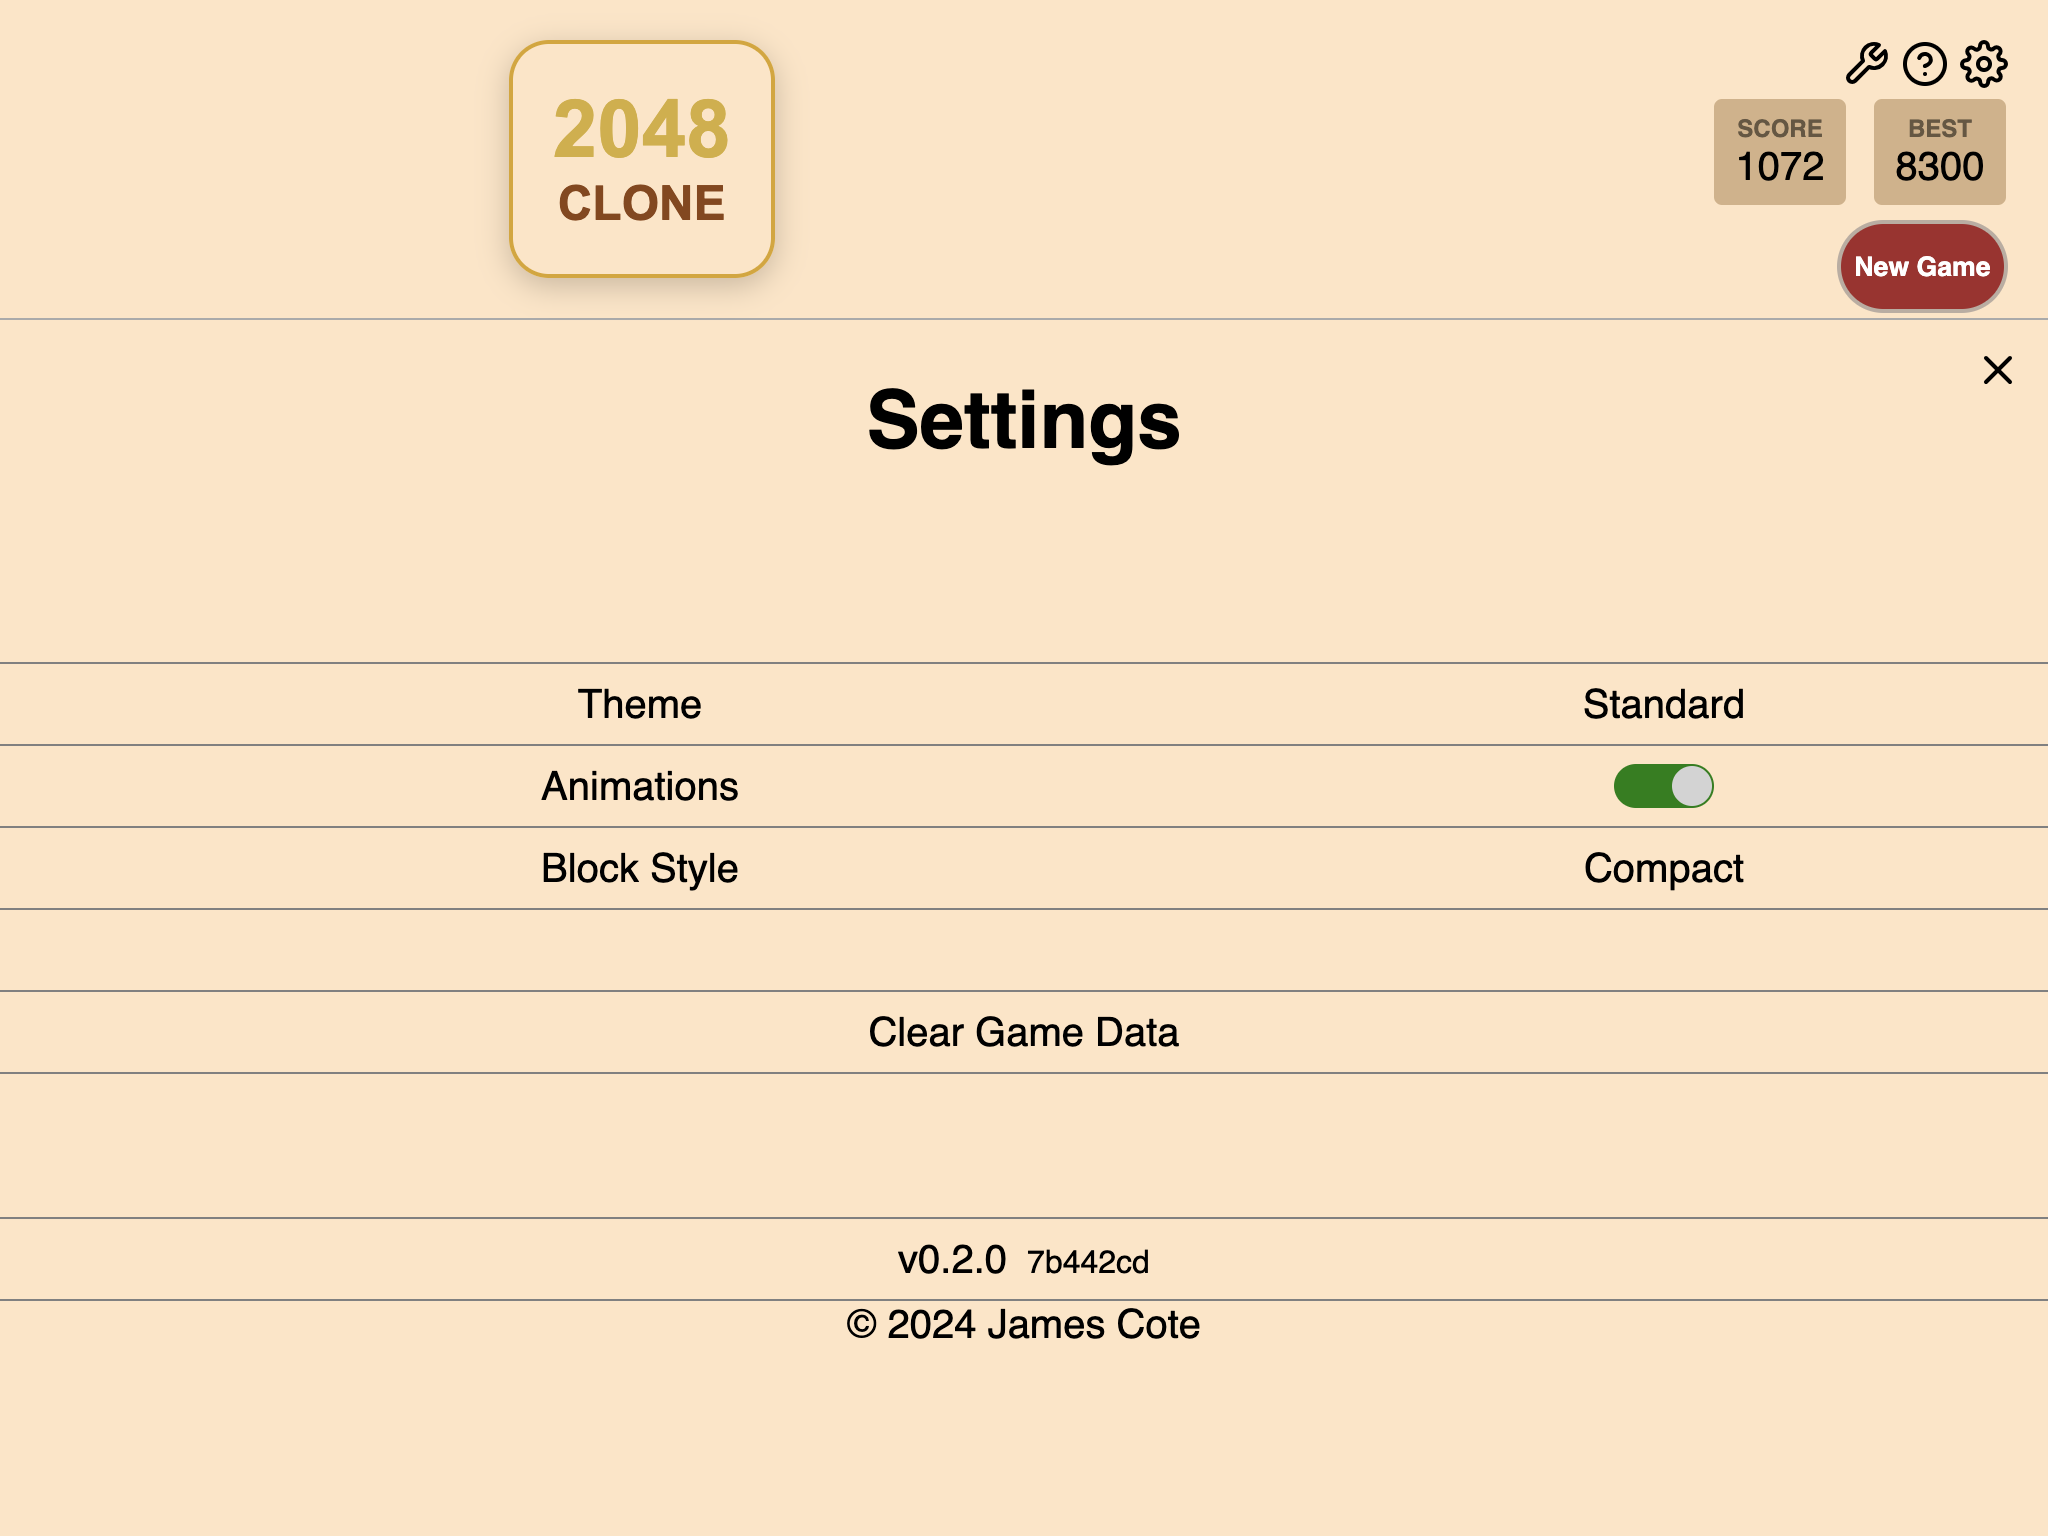 2048
CLONE
SCORE
1072
BEST
8300
New Game
Settings
Theme
Standard
Animations
Block Style
Compact
Clear Game Data
v0.2.0 7b442cd
© 2024 James Cote